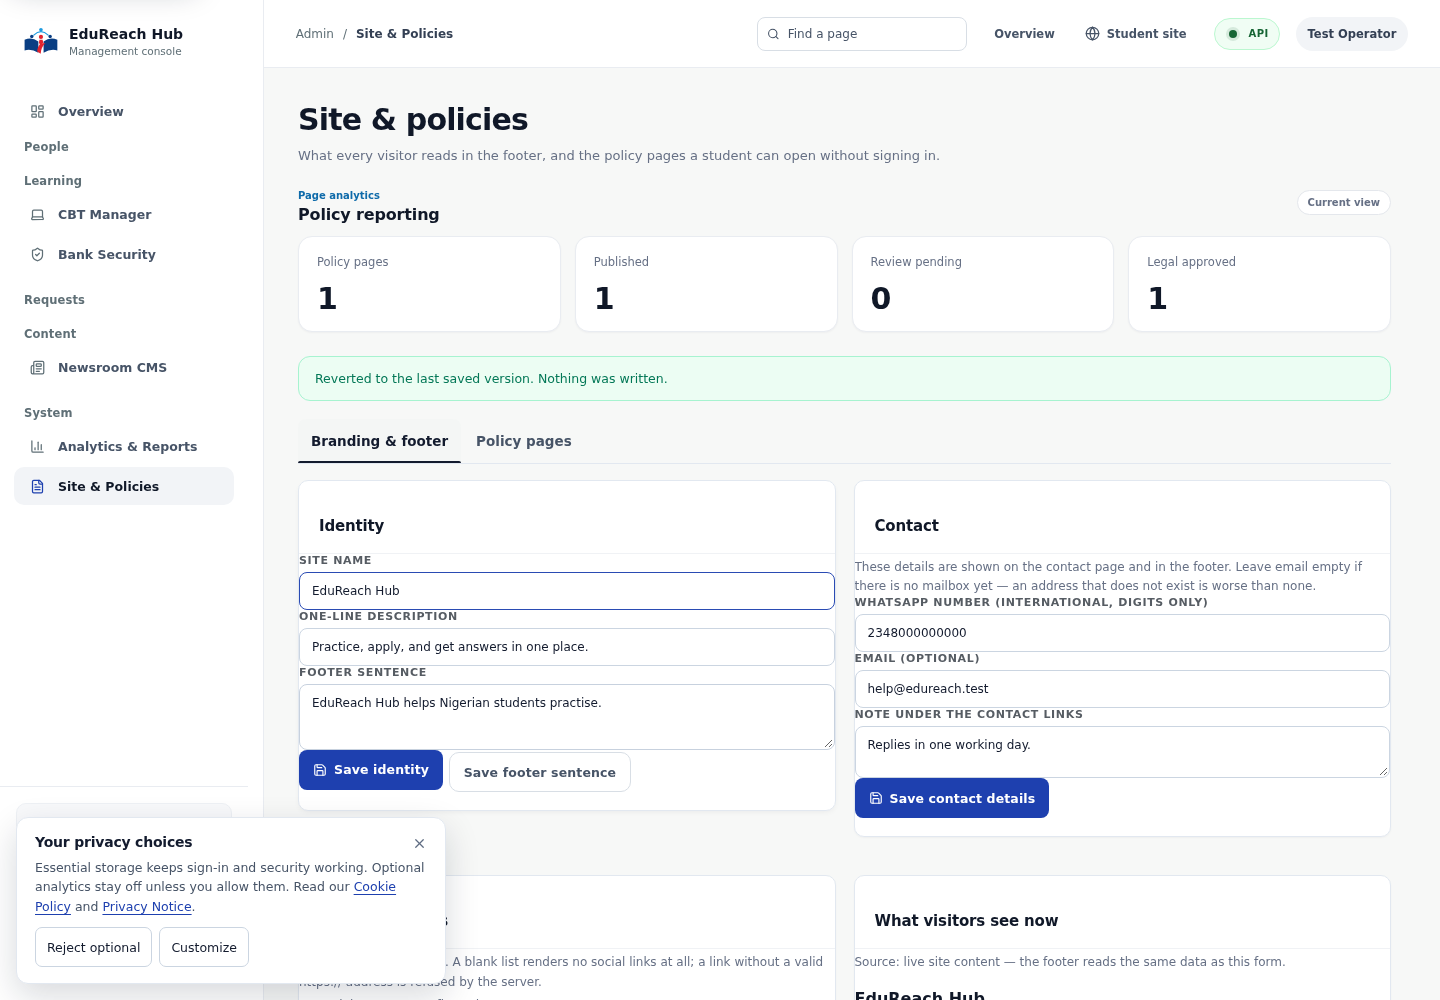 EduReach Hub
Management console
Overview
People
Learning
CBT Manager
Bank Security
Requests
Content
Newsroom CMS
System
Analytics & Reports
Site & Policies
Admin / Site & Policies
Find a page
Overview
Student site
API
Test Operator
Site & policies
What every visitor reads in the footer, and the policy pages a student can open without signing in.
Page analytics
Policy reporting
Current view
Policy pages
1
Published
1
Review pending
0
Legal approved
1
Reverted to the last saved version. Nothing was written.
Branding & footer
Policy pages
Identity
SITE NAME
EduReach Hub
ONE-LINE DESCRIPTION
Practice, apply, and get answers in one place.
FOOTER SENTENCE
EduReach Hub helps Nigerian students practise.
Save identity
Save footer sentence
Contact
These details are shown on the contact page and in the footer. Leave email empty if
there is no mailbox yet — an address that does not exist is worse than none.
WHATSAPP NUMBER (INTERNATIONAL, DIGITS ONLY)
2348000000000
EMAIL (OPTIONAL)
help@edureach.test
NOTE UNDER THE CONTACT LINKS
Replies in one working day.
Save contact details
. A blank list renders no social links at all; a link without a valid
https:// address is refused by the server.
What visitors see now
Source: live site content — the footer reads the same data as this form.
EduReach Hub
Your privacy choices
Essential storage keeps sign-in and security working. Optional
analytics stay off unless you allow them. Read our Cookie
Policy and Privacy Notice.
Reject optional
Customize